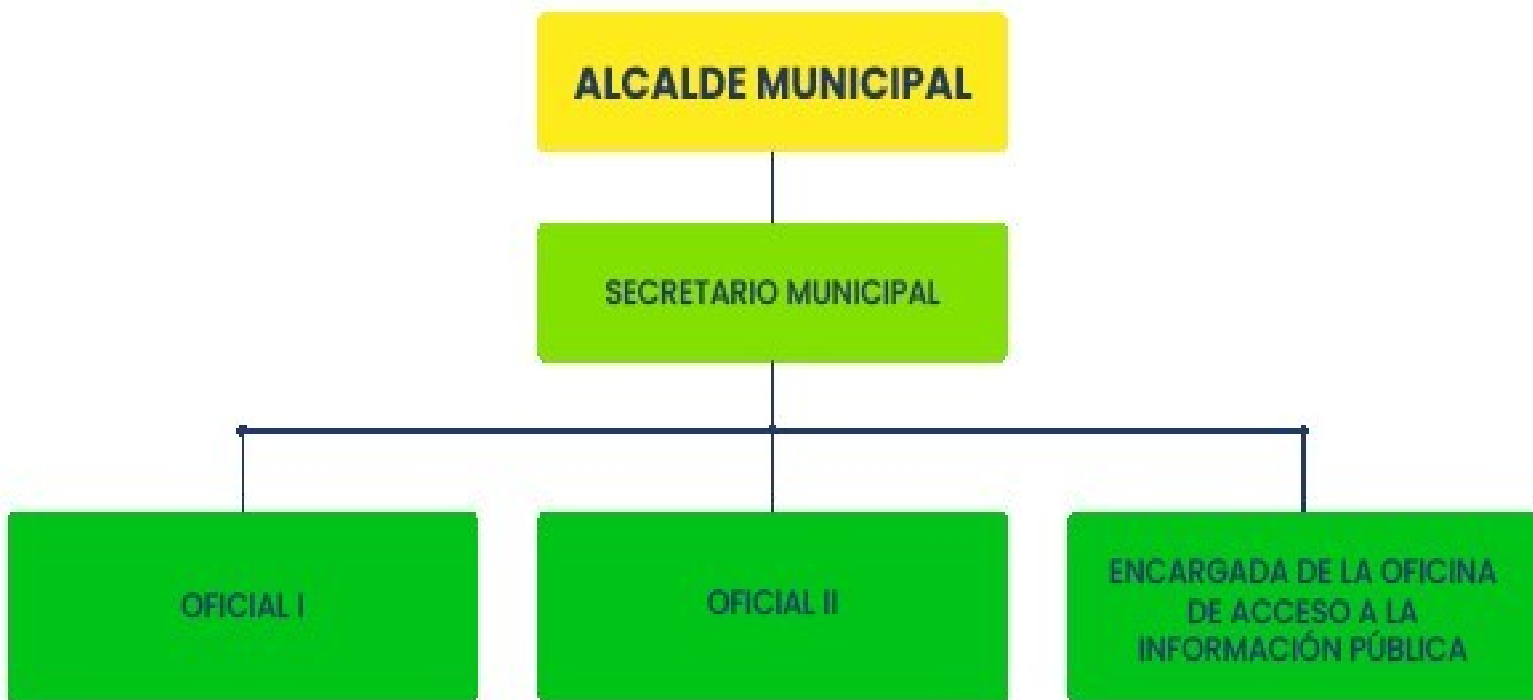 ALCALDE MUNICIPAL
SECRETARIO MUNICIPAL
OFICIAL I
OFICIAL II
ENCARGADA DE LA OFICINA
DE ACCESO A LA
INFORMACIÓN PÚBLICA